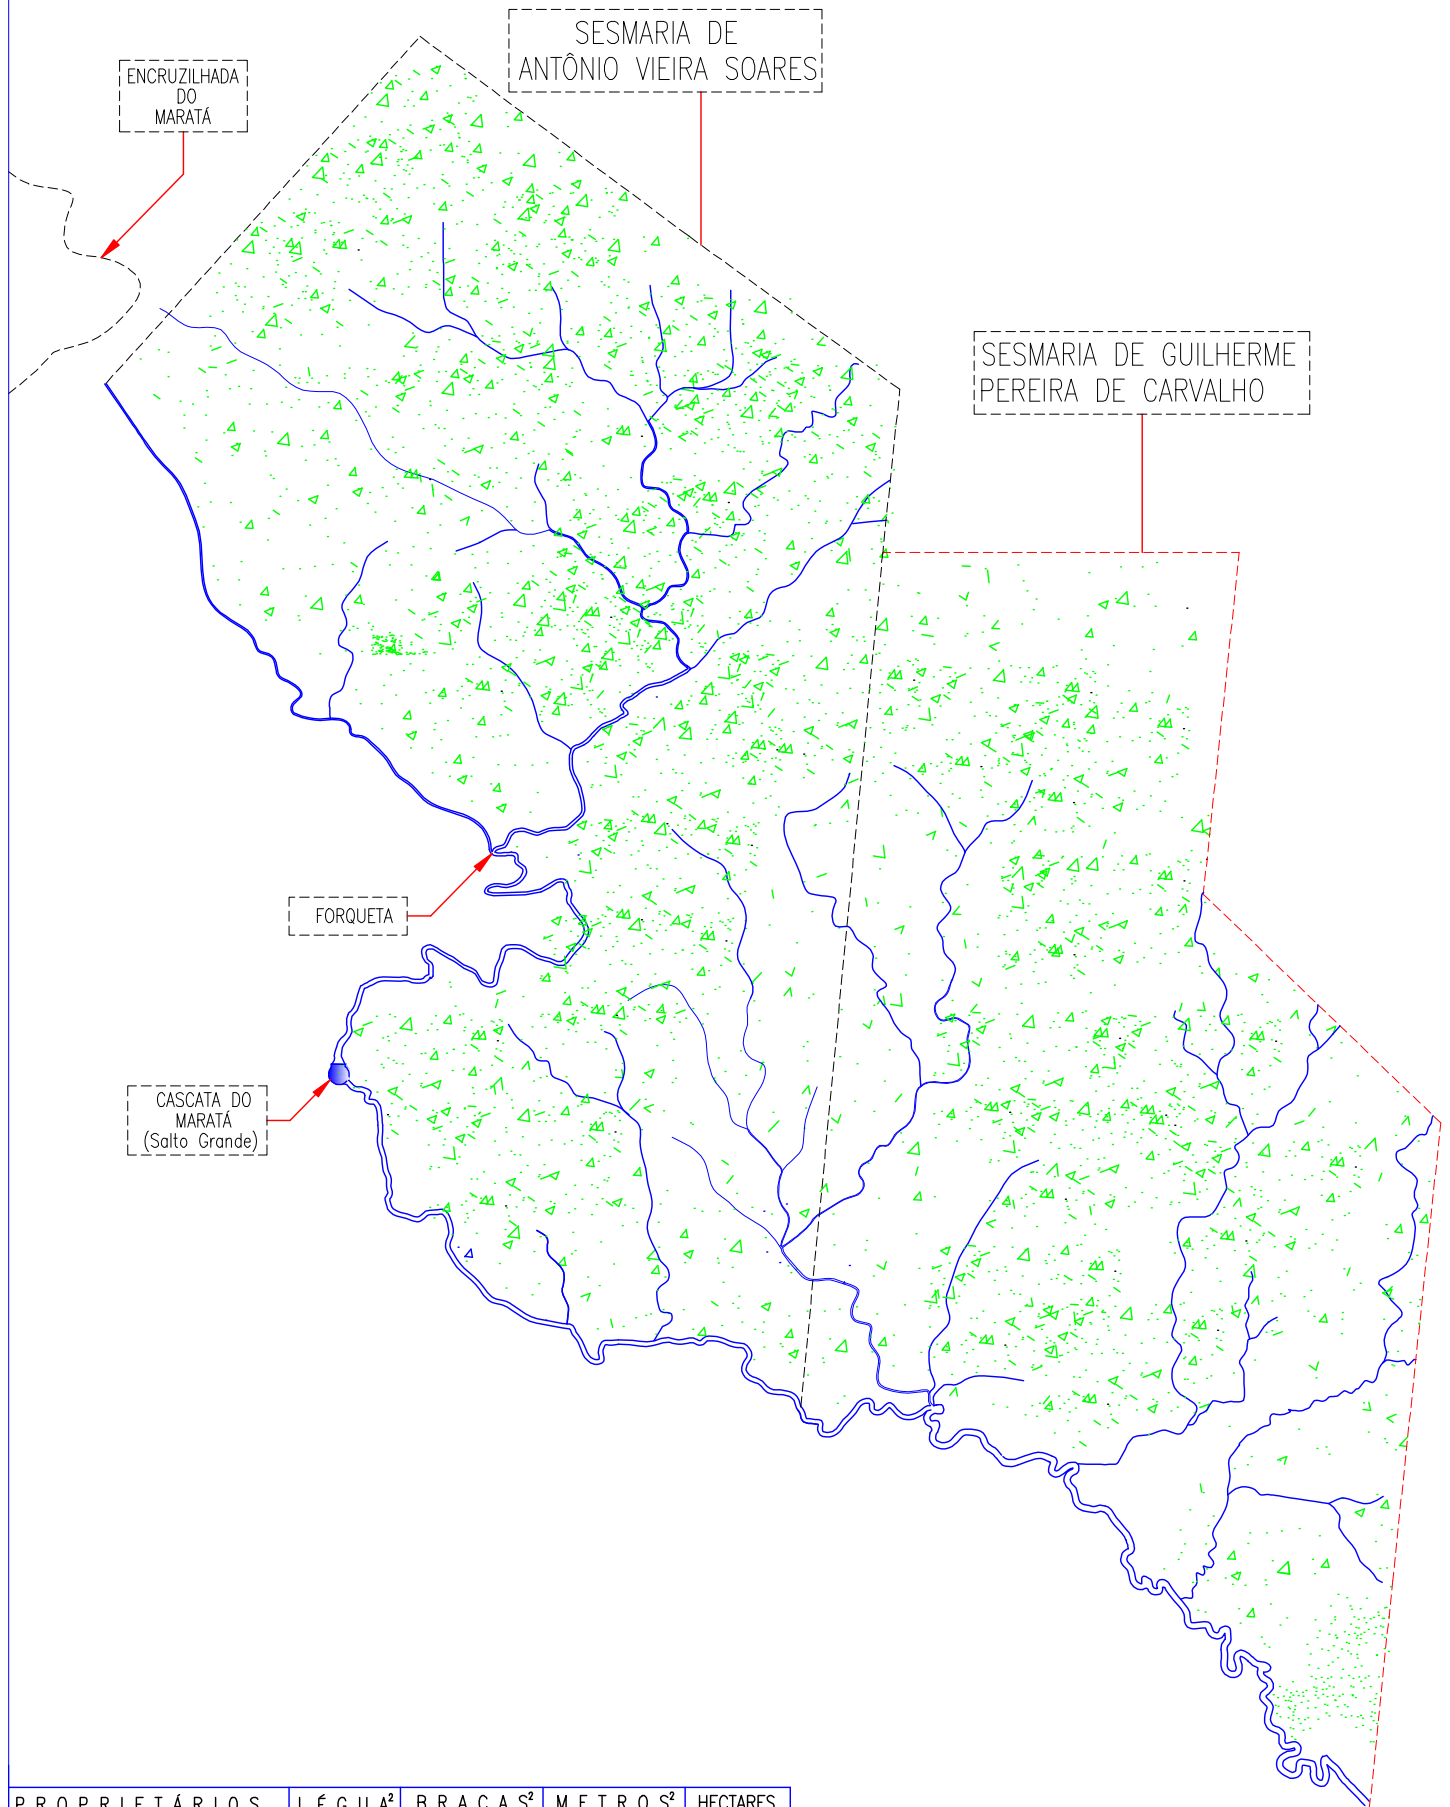 SESMARIA DE
ANTÔNIO VIEIRA SOARES
ENCRUZILHADA
DO
MARATÁ
SESMARIA DE GUILHERME
PEREIRA DE CARVALHO
FORQUETA
CASCATA DO
MARATÁ
(Salto Grande)
PROPRIETÁRIOS LÉGUA² BRAÇAS² METROS² HECTARES